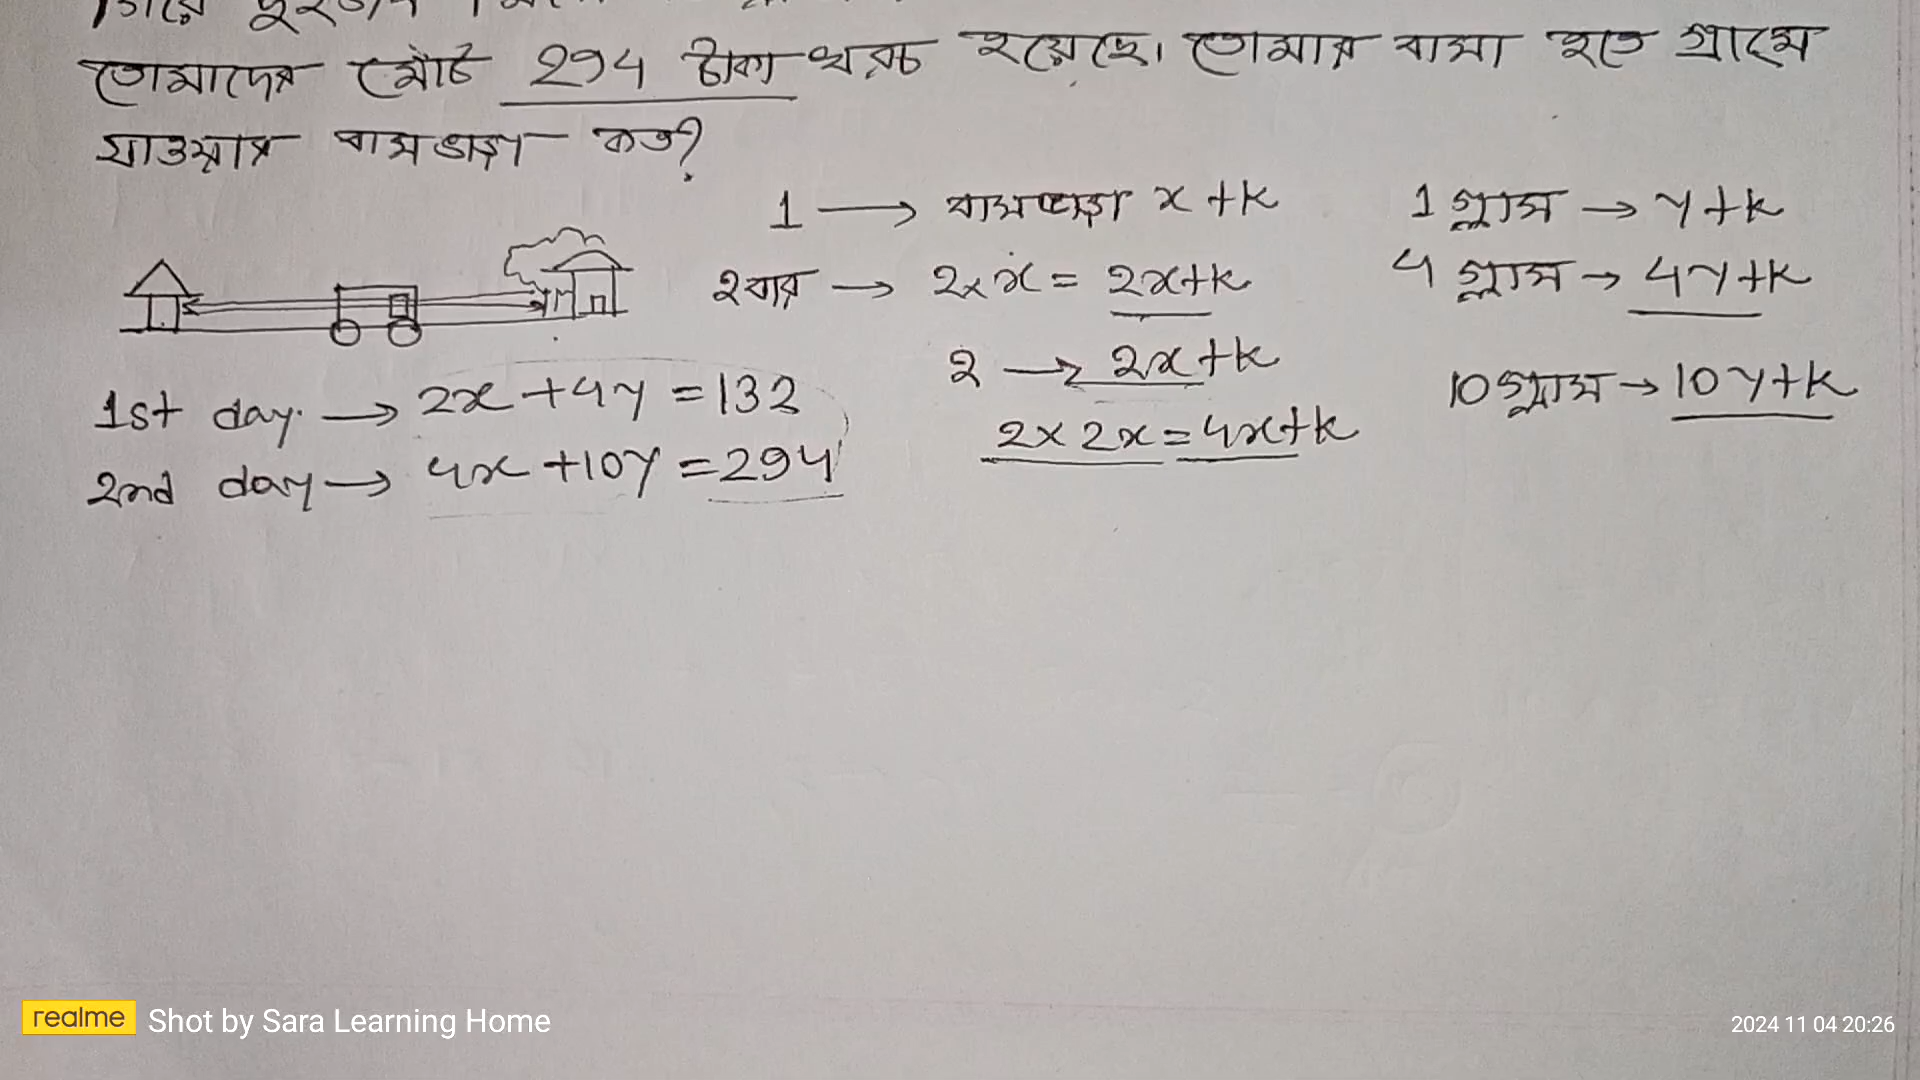 তোমাদের মোট 294 টাকা খরচ হয়েছে। তোমার বাসা হতে গ্রামে
যাওয়ার বাসভাড়া কত?
1 → বাসভাড়া x+k
1 গ্লাস → y+k
2বার → 2×x = 2x+k
4 গ্লাস → 4y+k
2 → 2x+k
10 গ্লাস → 10y+k
1st day → 2x+4y=132
2×2x=4x+k
2nd day → 4x+10y=294
realme Shot by Sara Learning Home
2024 11 04 20:26